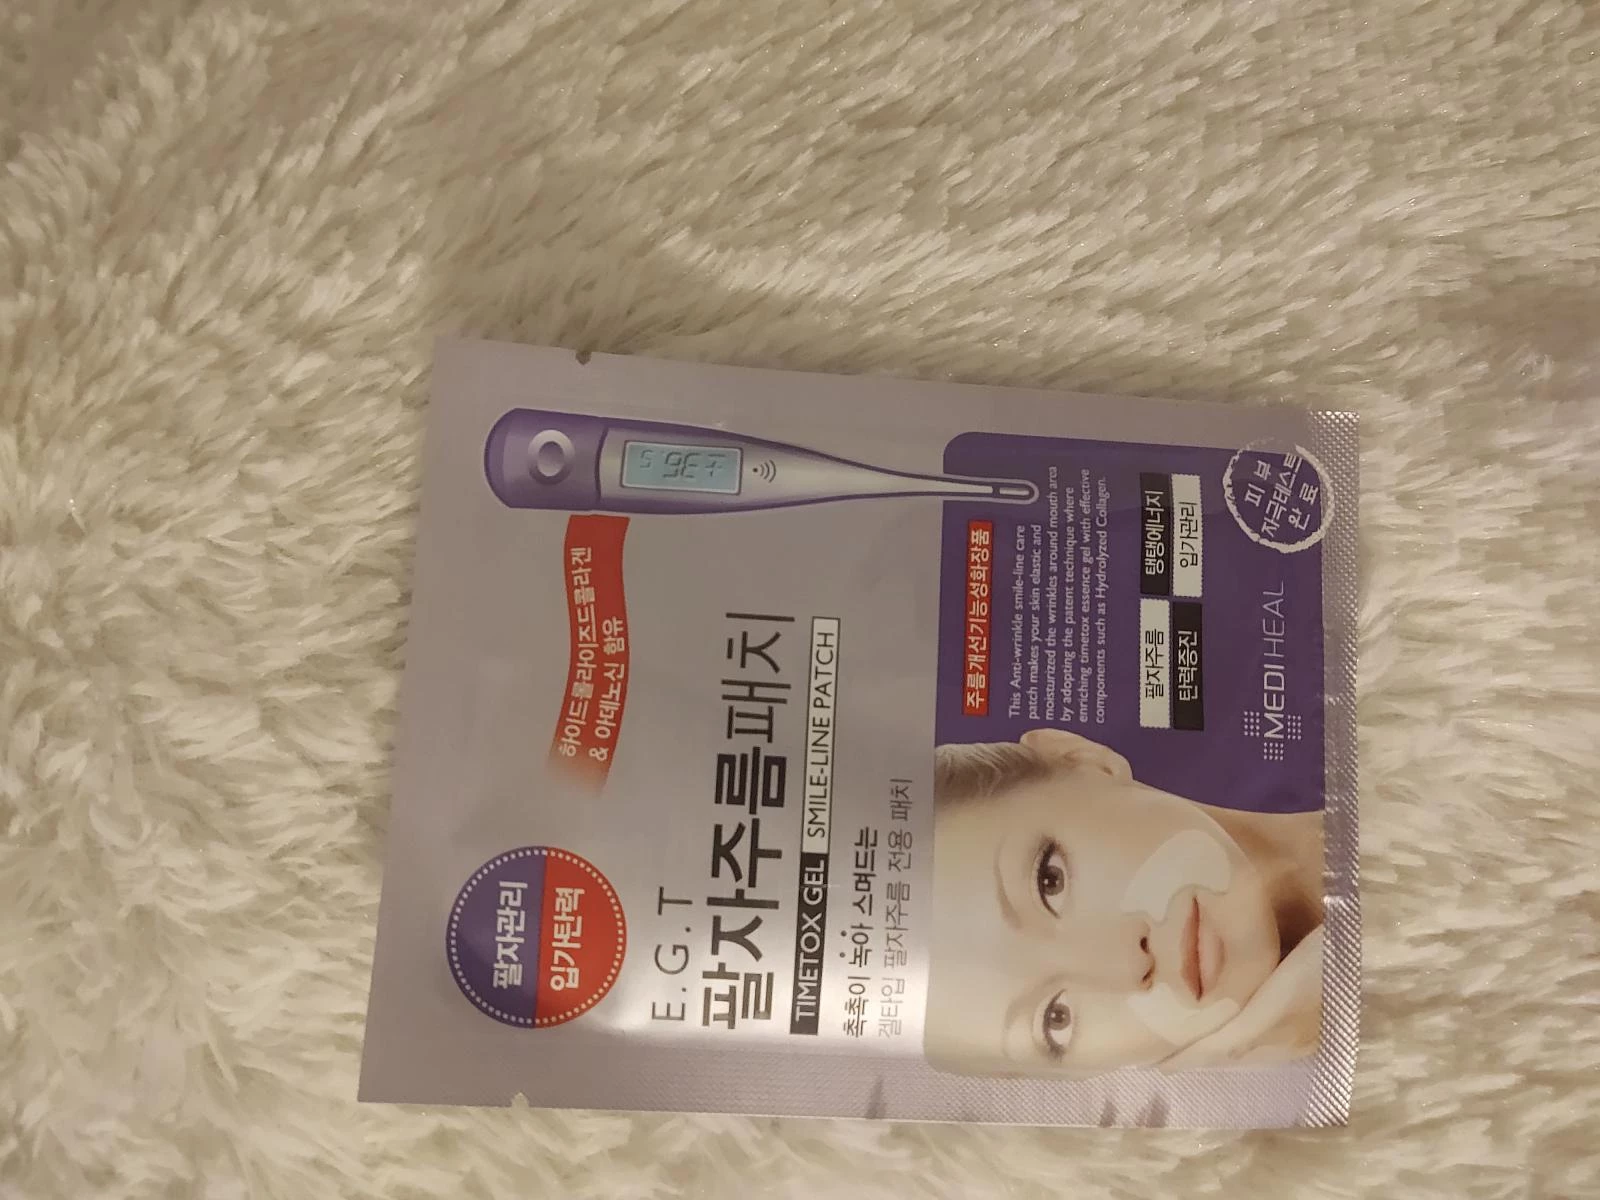 팔자관리
입가탄력
하이드롤라이즈드콜라겐
& 아데노신 함유
E.G.T
팔자주름패치
TIMETOX GEL SMILE-LINE PATCH
촉촉이 녹아 스며드는
겔타입 팔자주름 전용 패치
주름개선기능성화장품
This Anti-wrinkle smile-line care
patch makes your skin elastic and
moisturized the wrinkles around mouth area
by adopting the patent technique where
enriching timetox essence gel with effective
components such as Hydrolyzed Collagen.
팔자주름 탱탱에너지
탄력증진 입가관리
MEDIHEAL
피부
자극테스트
완료